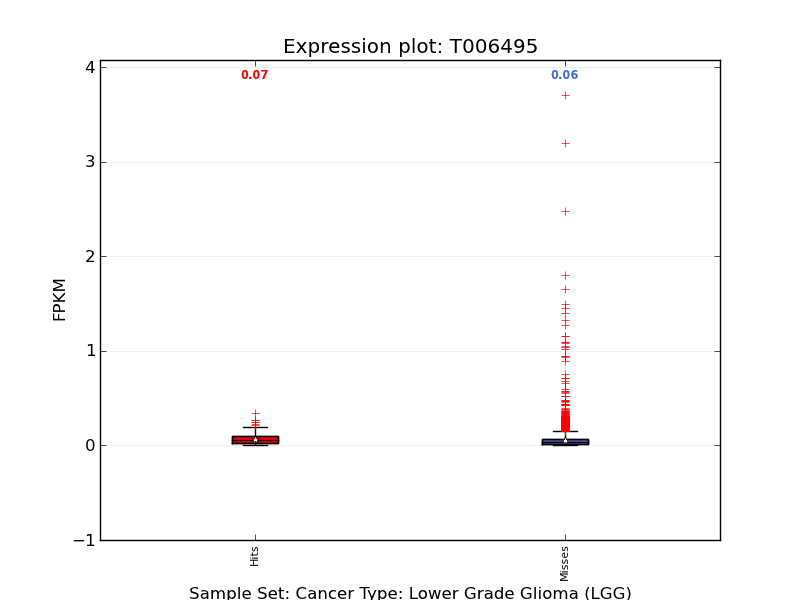 Expression plot: T006495
0.07
0.06
4
3
2
1
0
−1
FPKM
Hits
Misses
Sample Set: Cancer Type: Lower Grade Glioma (LGG)